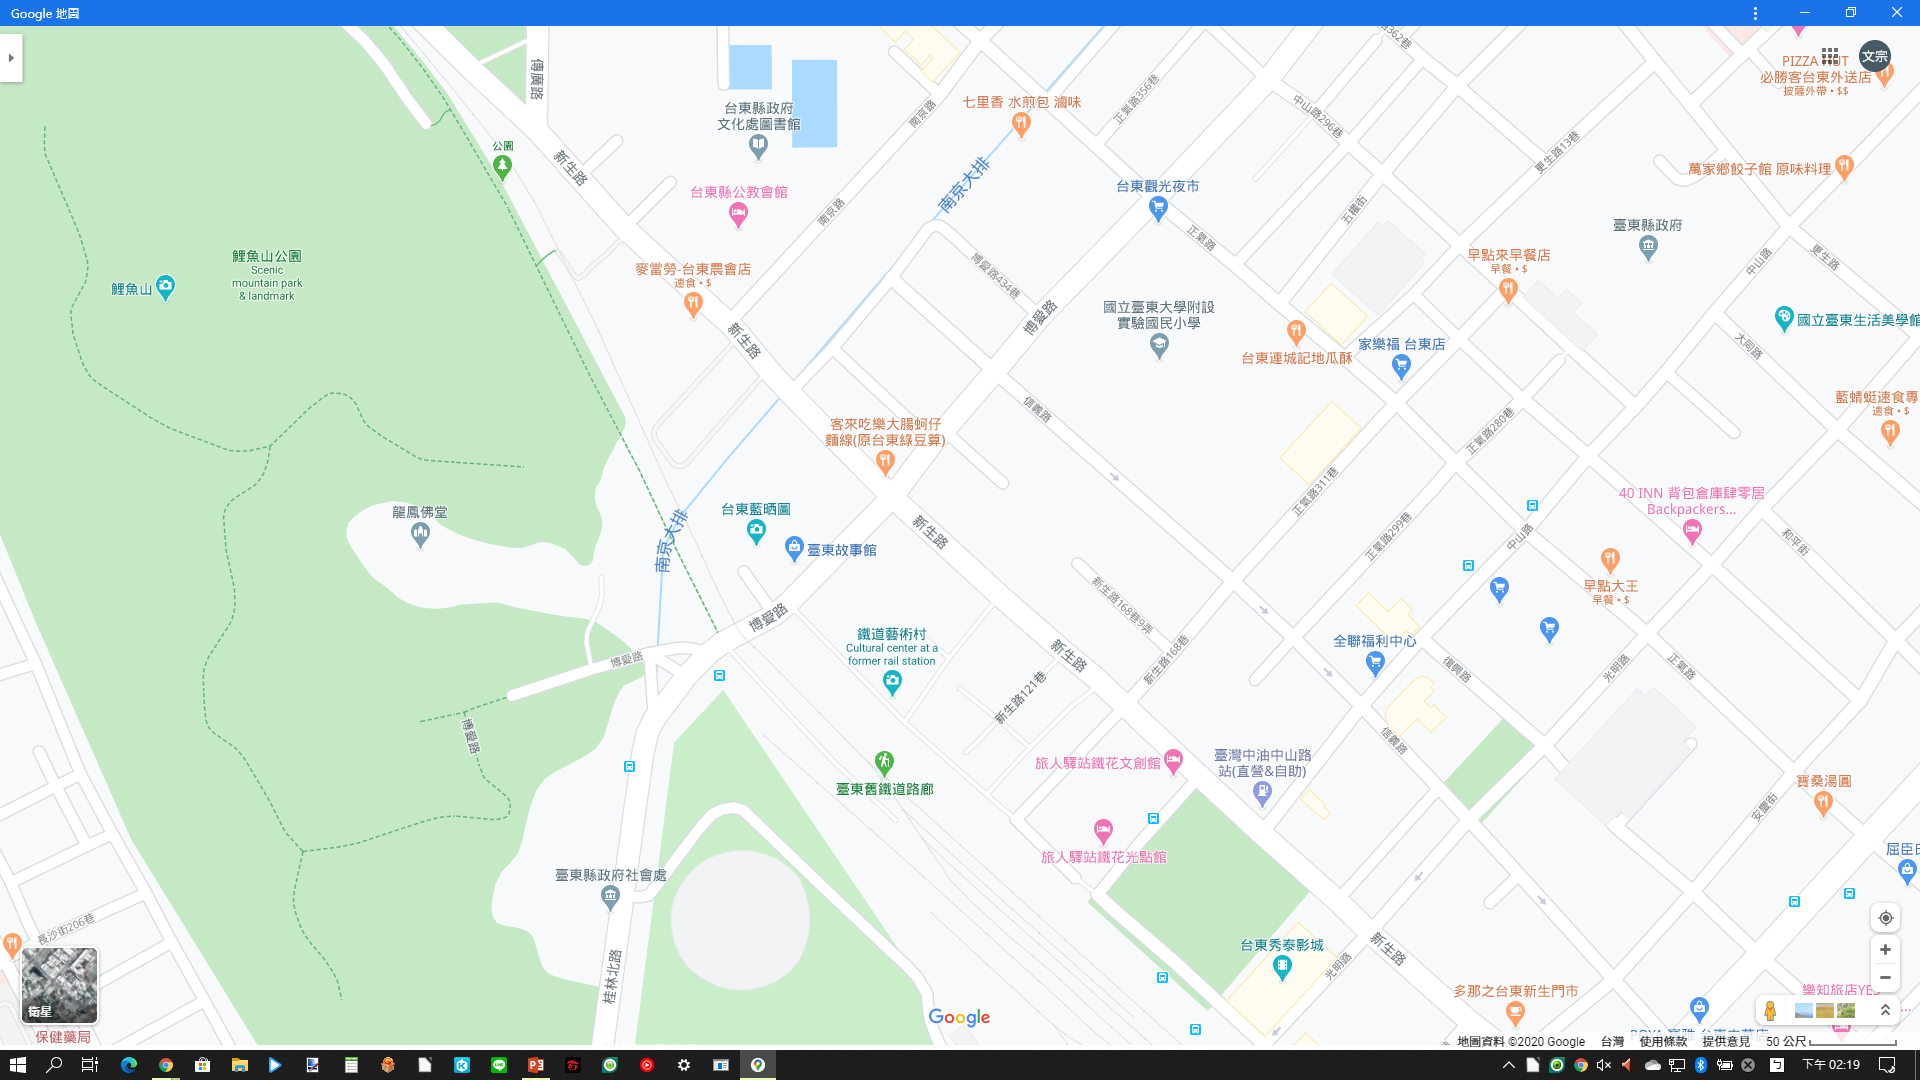 Google 地圖
文宗
傳廣路
正氣路362巷
PIZZA HUT
必勝客台東外送店
披薩外帶 • $$
台東縣政府
文化處圖書館
南京路
七里香 水煎包 滷味
正氣路356巷
中山路296巷
更生路13巷
公園
新生路
台東縣公教會館
南京路
南京大排
台東觀光夜市
萬家鄉餃子館 原味料理
五權街
臺東縣政府
正氣路
中山路
更生路
鯉魚山公園
Scenic
mountain park
& landmark
鯉魚山
麥當勞-台東農會店
速食 • $
博愛路434巷
早點來早餐店
早餐 • $
新生路
博愛路
國立臺東大學附設
實驗國民小學
台東連城記地瓜酥
家樂福 台東店
國立臺東生活美學館
大同路
信義路
藍蜻蜓速食專
速食 • $
客來吃樂大腸蚵仔
麵線(原台東綠豆算)
正氣路280巷
正氣路311巷
40 INN 背包倉庫肆零居
Backpackers...
龍鳳佛堂
台東藍晒圖
臺東故事館
南京大排
新生路
正氣路299巷
中山路
和平街
早點大王
早餐 • $
博愛路
新生路168巷9弄
鐵道藝術村
Cultural center at a
former rail station
新生路
新生路168巷
全聯福利中心
復興路
光明路
正氣路
博愛路
博愛路
新生路121巷
信義路
旅人驛站鐵花文創館
臺灣中油中山路
站(直營&自助)
臺東舊鐵道路廊
寶桑湯圓
安慶街
旅人驛站鐵花光點館
屈臣氏
臺東縣政府社會處
長沙街206巷
桂林北路
台東秀泰影城
光明路
新生路
多那之台東新生門市
樂知旅店YES
衛星
保健藥局
Google
地圖資料 ©2020 Google
台灣
使用條款
提供意見
50 公尺
下午 02:19